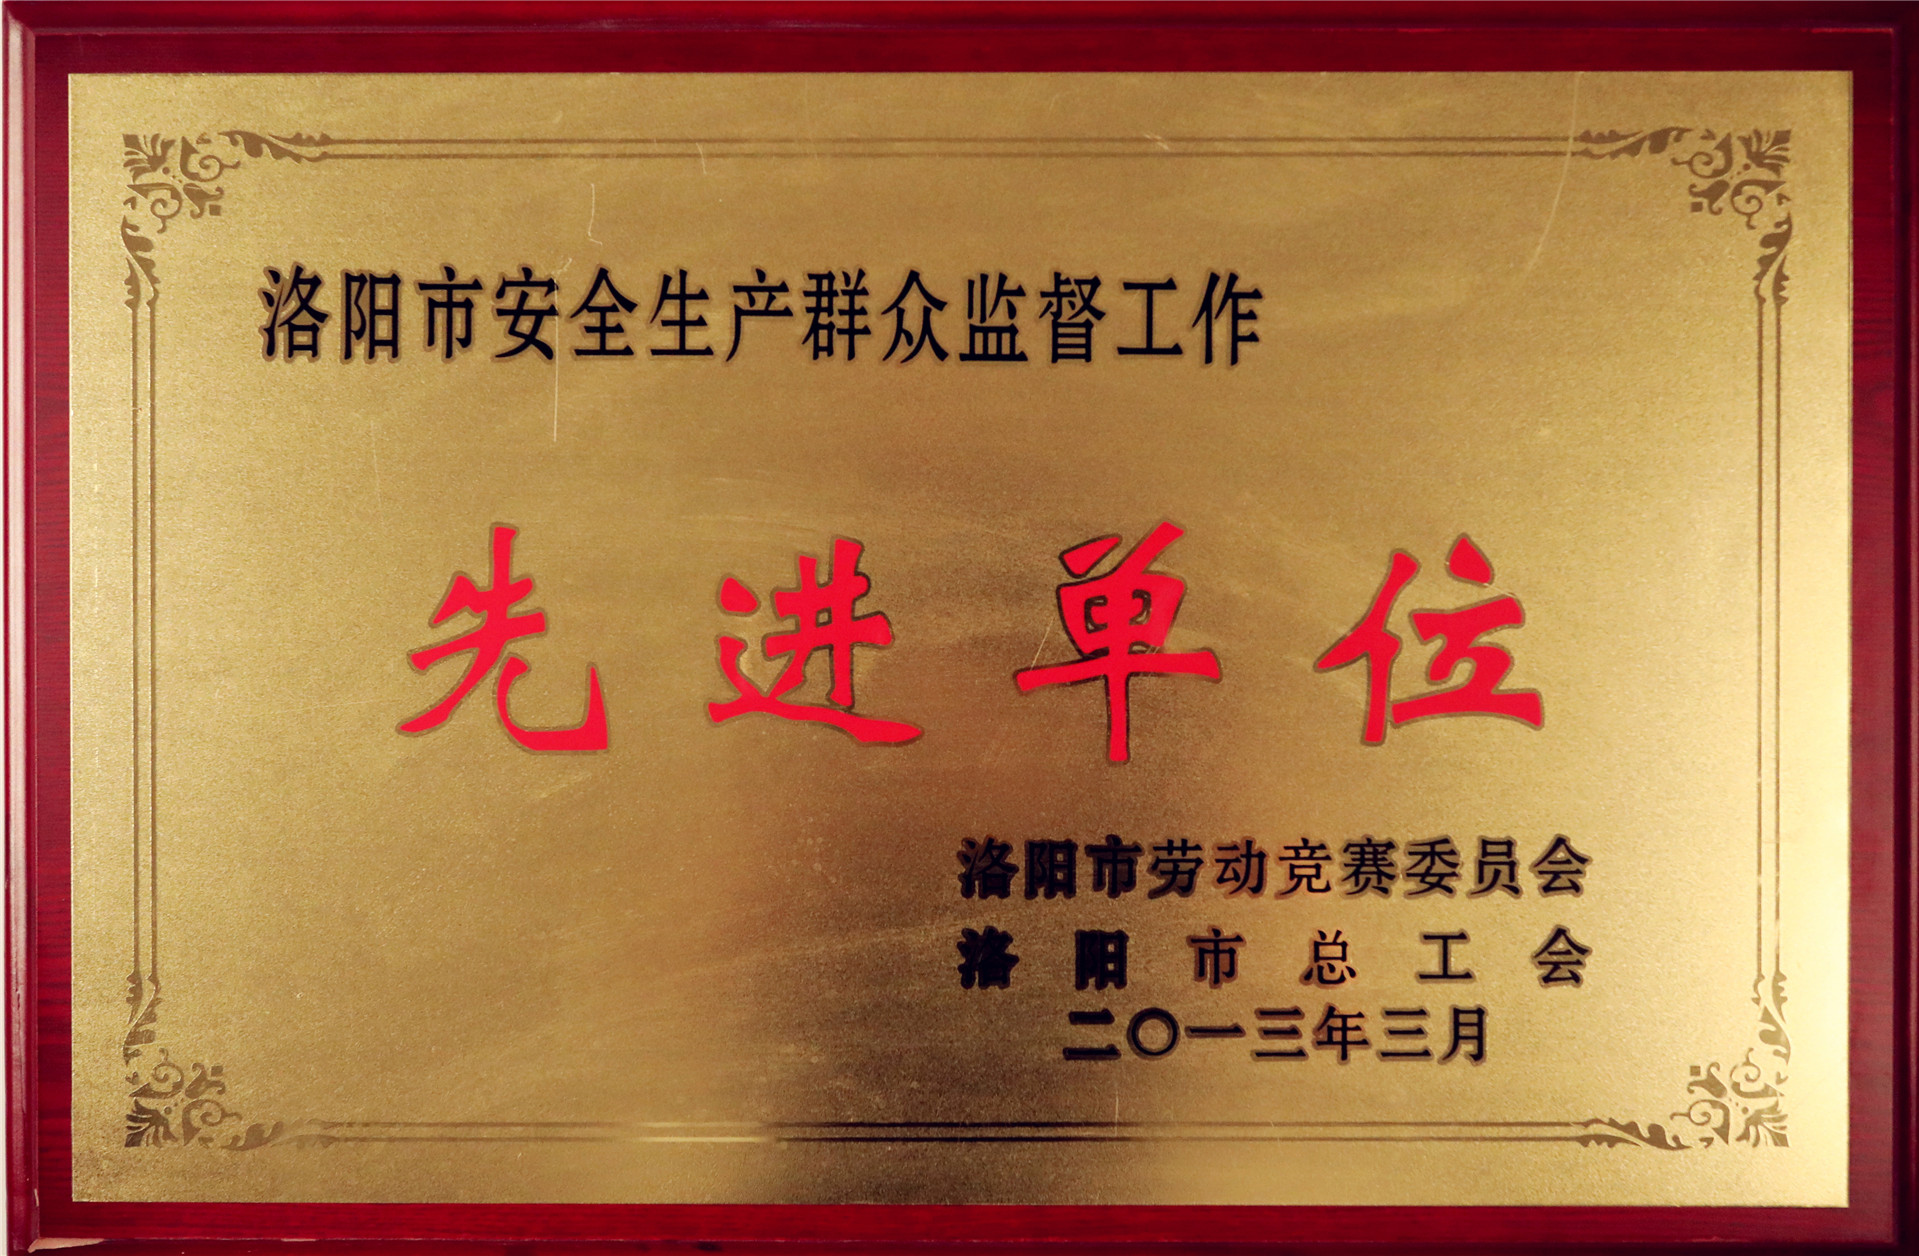 洛阳市安全生产群众监督工作
先进单位
洛阳市劳动竞赛委员会
洛阳市总工会
二〇一三年三月